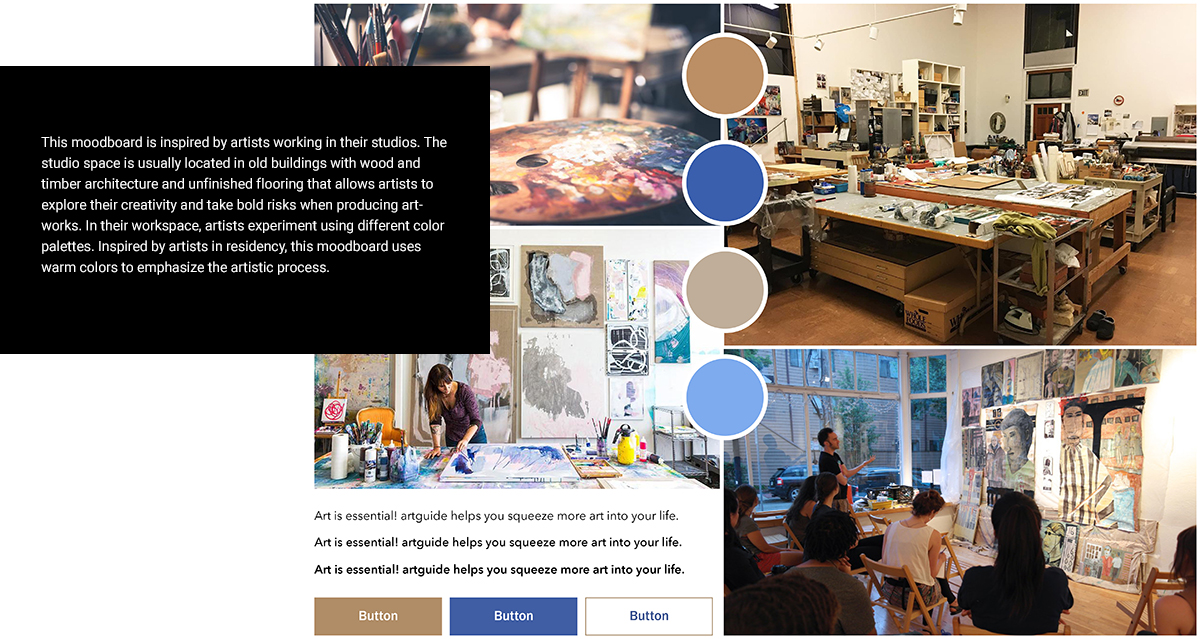 This moodboard is inspired by artists working in their studios. The
studio space is usually located in old buildings with wood and
timber architecture and unfinished flooring that allows artists to
explore their creativity and take bold risks when producing art-
works. In their workspace, artists experiment using different color
palettes. Inspired by artists in residency, this moodboard uses
warm colors to emphasize the artistic process.
EXIT
Art is essential! artguide helps you squeeze more art into your life.
Art is essential! artguide helps you squeeze more art into your life.
Art is essential! artguide helps you squeeze more art into your life.
Button
Button
Button